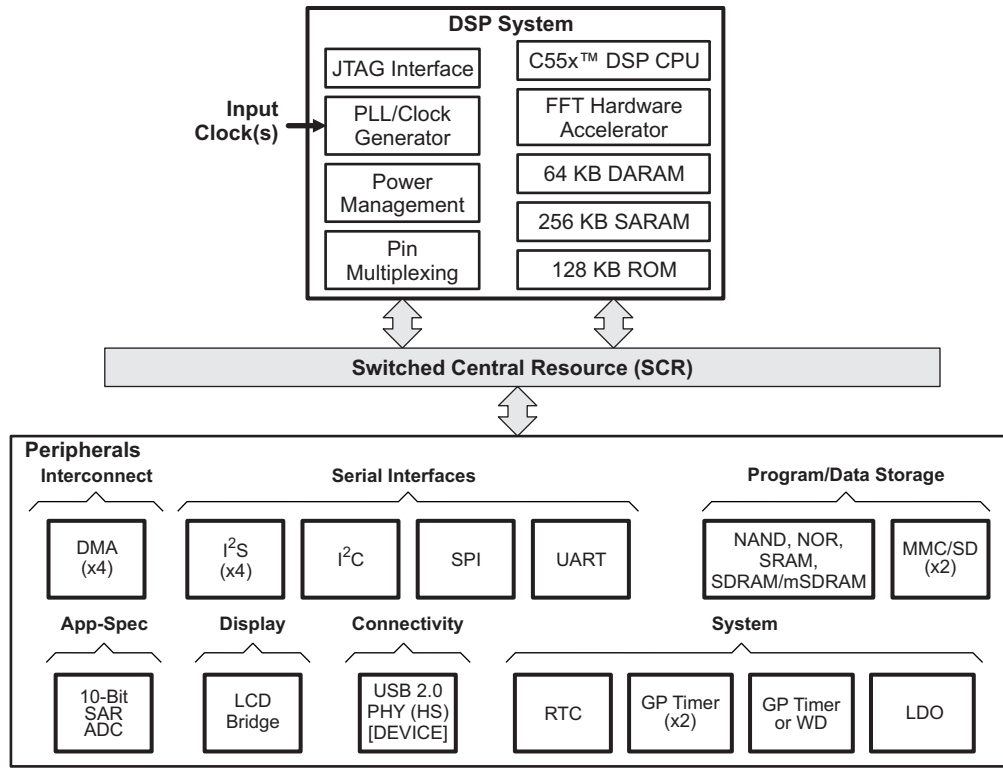 DSP System
JTAG Interface
C55x™ DSP CPU
Input
Clock(s)
PLL/Clock
Generator
FFT Hardware
Accelerator
Power
Management
64 KB DARAM
256 KB SARAM
Pin
Multiplexing
128 KB ROM
Switched Central Resource (SCR)
Peripherals
Interconnect
Serial Interfaces
Program/Data Storage
DMA
(x4)
I²S
(x4)
I²C
SPI
UART
NAND, NOR,
SRAM,
SDRAM/mSDRAM
MMC/SD
(x2)
App-Spec
Display
Connectivity
System
10-Bit
SAR
ADC
LCD
Bridge
USB 2.0
PHY (HS)
[DEVICE]
RTC
GP Timer
(x2)
GP Timer
or WD
LDO